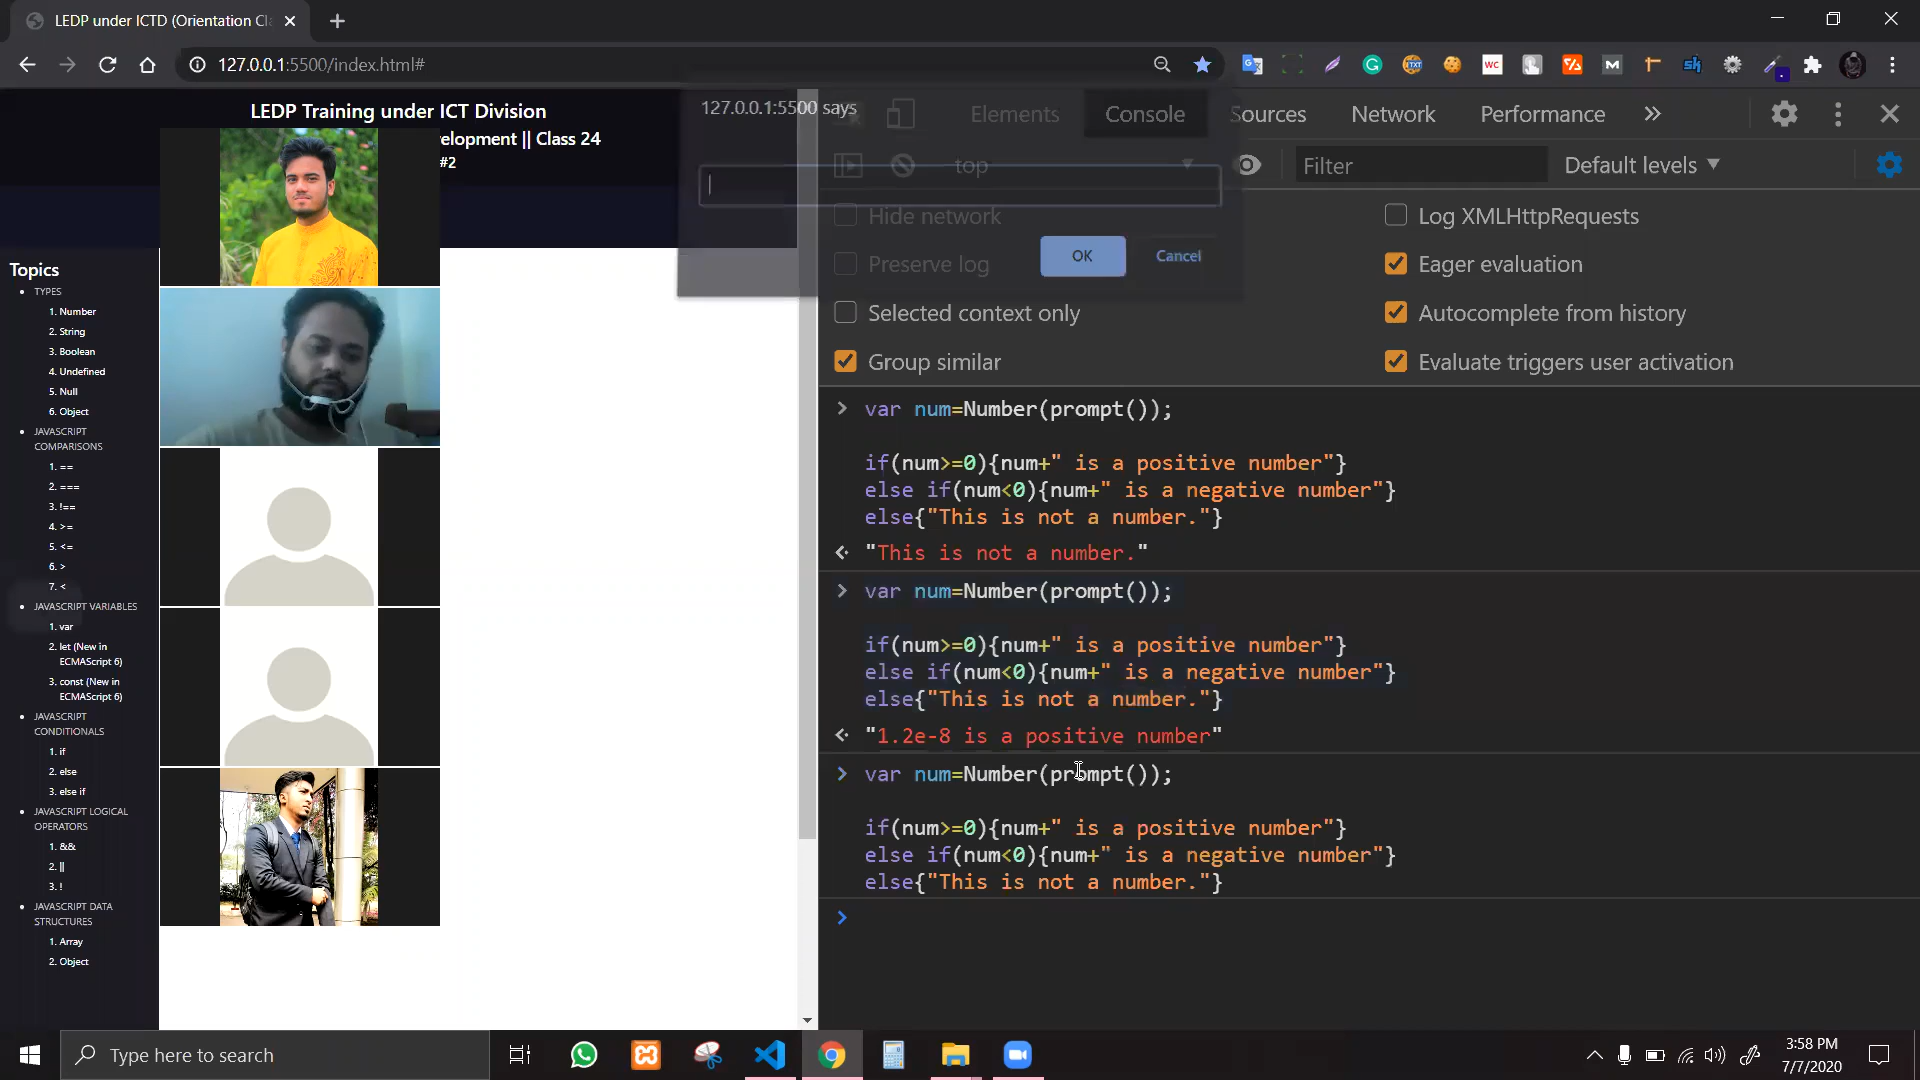 LEDP under ICTD (Orientation Cl
127.0.0.1:5500/index.html#
LEDP Training under ICT Division
elopment || Class 24
#2
Topics
TYPES
1. Number
2. String
3. Boolean
4. Undefined
5. Null
6. Object
JAVASCRIPT
COMPARISONS
1. ==
2. ===
3. !==
4. >=
5. <=
6. >
7. <
JAVASCRIPT VARIABLES
1. var
2. let (New in
ECMAScript 6)
3. const (New in
ECMAScript 6)
JAVASCRIPT
CONDITIONALS
1. if
2. else
3. else if
JAVASCRIPT LOGICAL
OPERATORS
1. &&
2. ||
3. !
JAVASCRIPT DATA
STRUCTURES
1. Array
2. Object
127.0.0.1:5500 says
OK
Cancel
Elements
Console
Sources
Network
Performance
top
Filter
Default levels
Hide network
Log XMLHttpRequests
Preserve log
Eager evaluation
Selected context only
Autocomplete from history
Group similar
Evaluate triggers user activation
var num=Number(prompt());
if(num>=0){num+" is a positive number"}
else if(num<0){num+" is a negative number"}
else{"This is not a number."}
"This is not a number."
var num=Number(prompt());
if(num>=0){num+" is a positive number"}
else if(num<0){num+" is a negative number"}
else{"This is not a number."}
"1.2e-8 is a positive number"
var num=Number(prompt());
if(num>=0){num+" is a positive number"}
else if(num<0){num+" is a negative number"}
else{"This is not a number."}
Type here to search
3:58 PM
7/7/2020